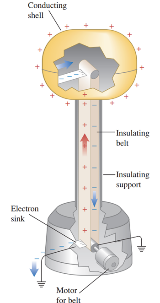 Conducting
shell
Insulating
belt
Insulating
support
Electron
sink
Motor
for belt